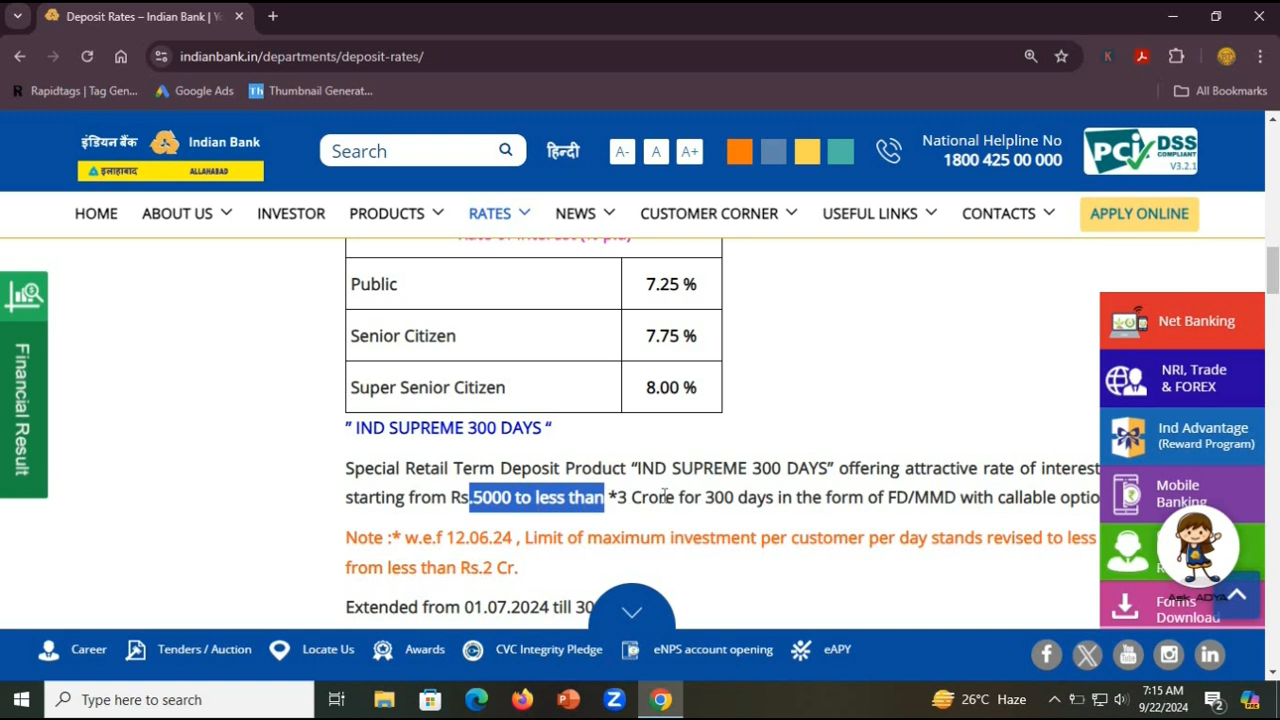 Deposit Rates – Indian Bank | Y
indianbank.in/departments/deposit-rates/
Rapidtags | Tag Gen...
Google Ads
Th
Thumbnail Generat...
All Bookmarks
इंडियन बैंक
Indian Bank
इलाहाबाद
ALLAHABAD
Search
हिन्दी
A-
A
A+
National Helpline No
1800 425 00 000
PCI DSS
COMPLIANT
V3.2.1
HOME
ABOUT US
INVESTOR
PRODUCTS
RATES
NEWS
CUSTOMER CORNER
USEFUL LINKS
CONTACTS
APPLY ONLINE
Public 7.25 %
Senior Citizen 7.75 %
Super Senior Citizen 8.00 %
” IND SUPREME 300 DAYS “
Special Retail Term Deposit Product “IND SUPREME 300 DAYS” offering attractive rate of interest
starting from Rs.5000 to less than *3 Crore for 300 days in the form of FD/MMD with callable optio
Note :* w.e.f 12.06.24 , Limit of maximum investment per customer per day stands revised to less
from less than Rs.2 Cr.
Extended from 01.07.2024 till 30
Financial Result
Net Banking
NRI, Trade
& FOREX
Ind Advantage
(Reward Program)
Mobile
Banking
Ask ADYA
Forms
Download
Career
Tenders / Auction
Locate Us
Awards
CVC Integrity Pledge
eNPS account opening
eAPY
Type here to search
26°C Haze
7:15 AM
9/22/2024
2